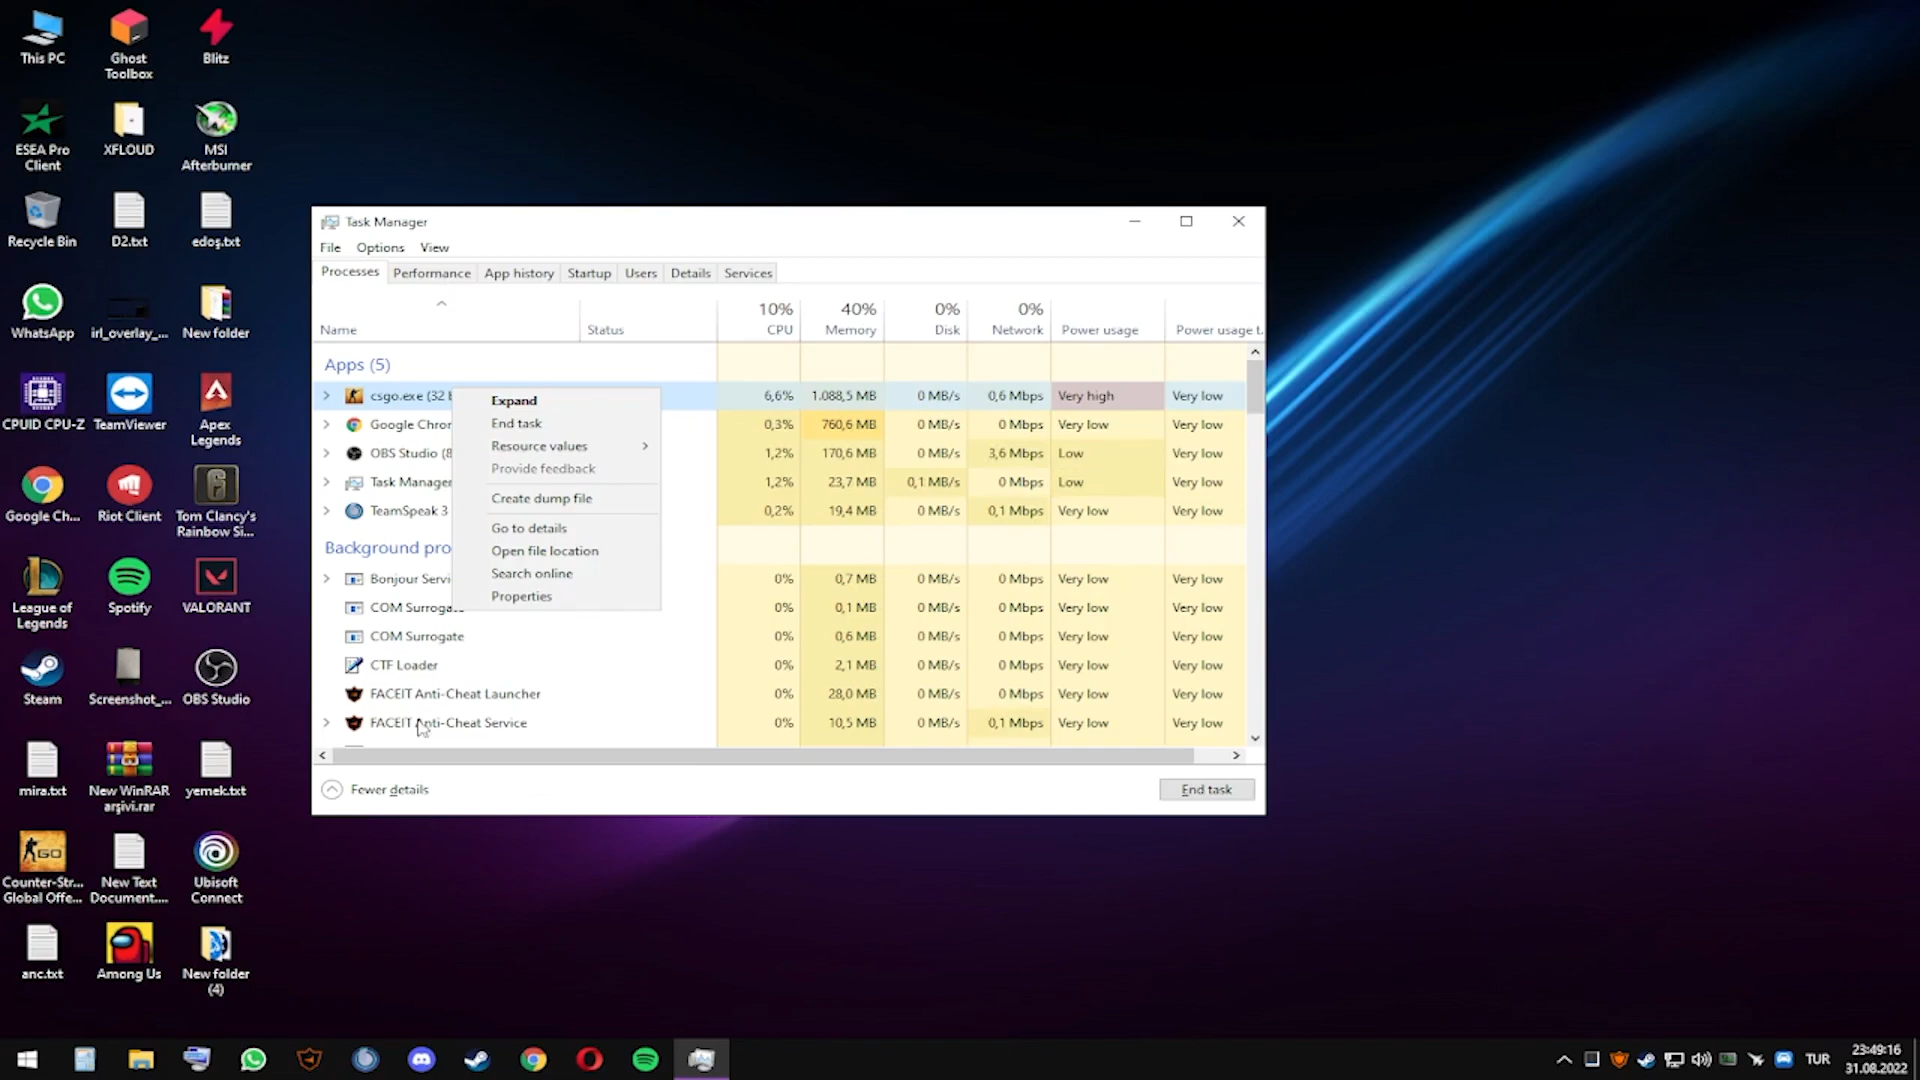 This PC
Ghost
Toolbox
Blitz
ESEA Pro
Client
XFLOUD
MSI
Afterburner
Recycle Bin
D2.txt
edoş.txt
WhatsApp
irl_overlay_...
New folder
CPUID CPU-Z
TeamViewer
Apex
Legends
Google Ch...
Riot Client
Tom Clancy's
Rainbow Si...
League of
Legends
Spotify
VALORANT
Steam
Screenshot_...
OBS Studio
mira.txt
New WinRAR
arşivi.rar
yemek.txt
GO
Counter-Str...
Global Offe...
New Text
Document....
Ubisoft
Connect
anc.txt
Among Us
New folder
(4)
Task Manager
File Options View
Processes Performance App history Startup Users Details Services
10% 40% 0% 0%
Name Status CPU Memory Disk Network Power usage Power usage t.
Apps (5)
csgo.exe (32 b 6,6% 1.088,5 MB 0 MB/s 0,6 Mbps Very high Very low
Google Chron 0,3% 760,6 MB 0 MB/s 0 Mbps Very low Very low
OBS Studio (6 1,2% 170,6 MB 0 MB/s 3,6 Mbps Low Very low
Task Manager 1,2% 23,7 MB 0,1 MB/s 0 Mbps Low Very low
TeamSpeak 3 0,2% 19,4 MB 0 MB/s 0,1 Mbps Very low Very low
Background pro
Bonjour Servi 0% 0,7 MB 0 MB/s 0 Mbps Very low Very low
COM Surrogate 0% 0,1 MB 0 MB/s 0 Mbps Very low Very low
COM Surrogate 0% 0,6 MB 0 MB/s 0 Mbps Very low Very low
CTF Loader 0% 2,1 MB 0 MB/s 0 Mbps Very low Very low
FACEIT Anti-Cheat Launcher 0% 28,0 MB 0 MB/s 0 Mbps Very low Very low
FACEIT Anti-Cheat Service 0% 10,5 MB 0 MB/s 0,1 Mbps Very low Very low
Expand
End task
Resource values
Provide feedback
Create dump file
Go to details
Open file location
Search online
Properties
Fewer details
End task
TUR
23:49:16
31.08.2022